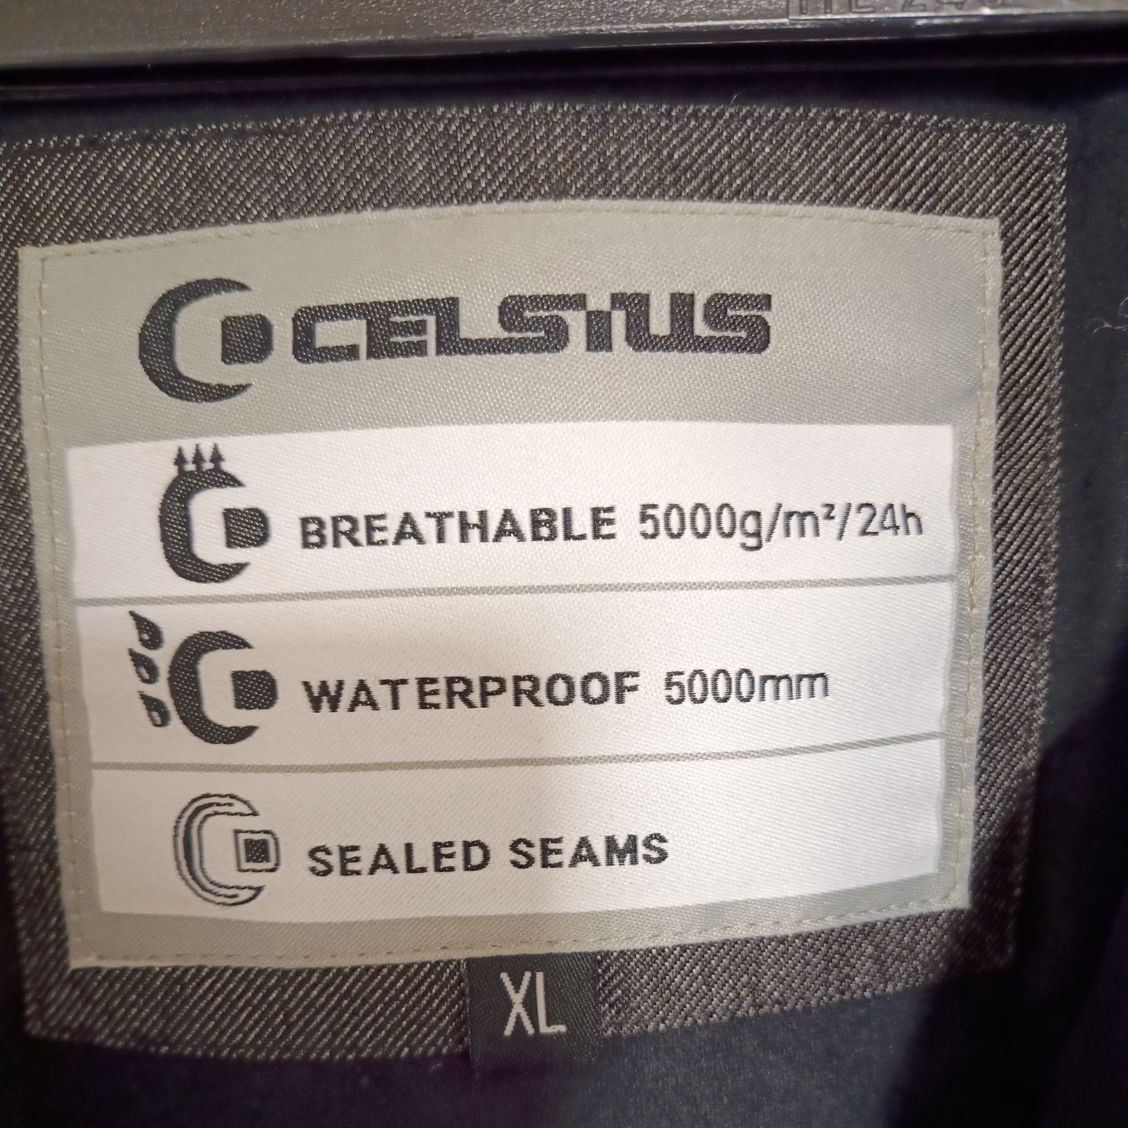 CELSIUS
BREATHABLE 5000g/m²/24h
WATERPROOF 5000mm
SEALED SEAMS
XL